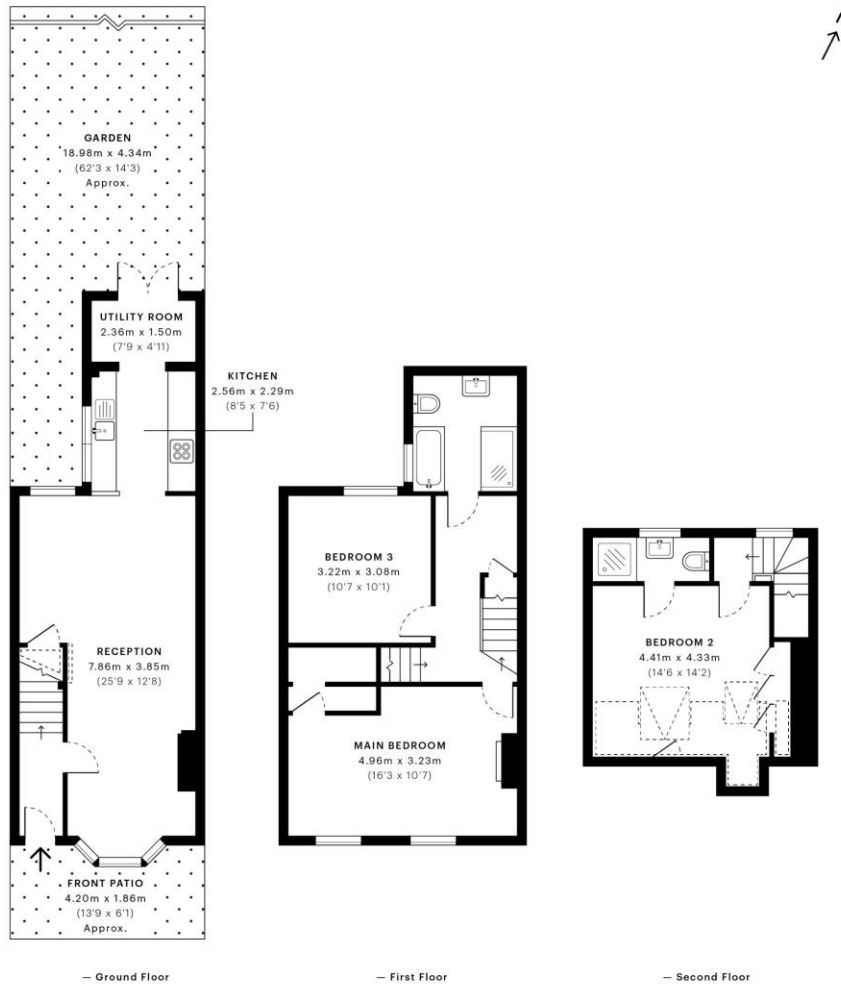 GARDEN
18.98m x 4.34m
(62'3 x 14'3)
Approx.
UTILITY ROOM
2.36m x 1.50m
(7'9 x 4'11)
KITCHEN
2.56m x 2.29m
(8'5 x 7'6)
RECEPTION
7.86m x 3.85m
(25'9 x 12'8)
FRONT PATIO
4.20m x 1.86m
(13'9 x 6'1)
Approx.
— Ground Floor
BEDROOM 3
3.22m x 3.08m
(10'7 x 10'1)
MAIN BEDROOM
4.96m x 3.23m
(16'3 x 10'7)
— First Floor
BEDROOM 2
4.41m x 4.33m
(14'6 x 14'2)
— Second Floor